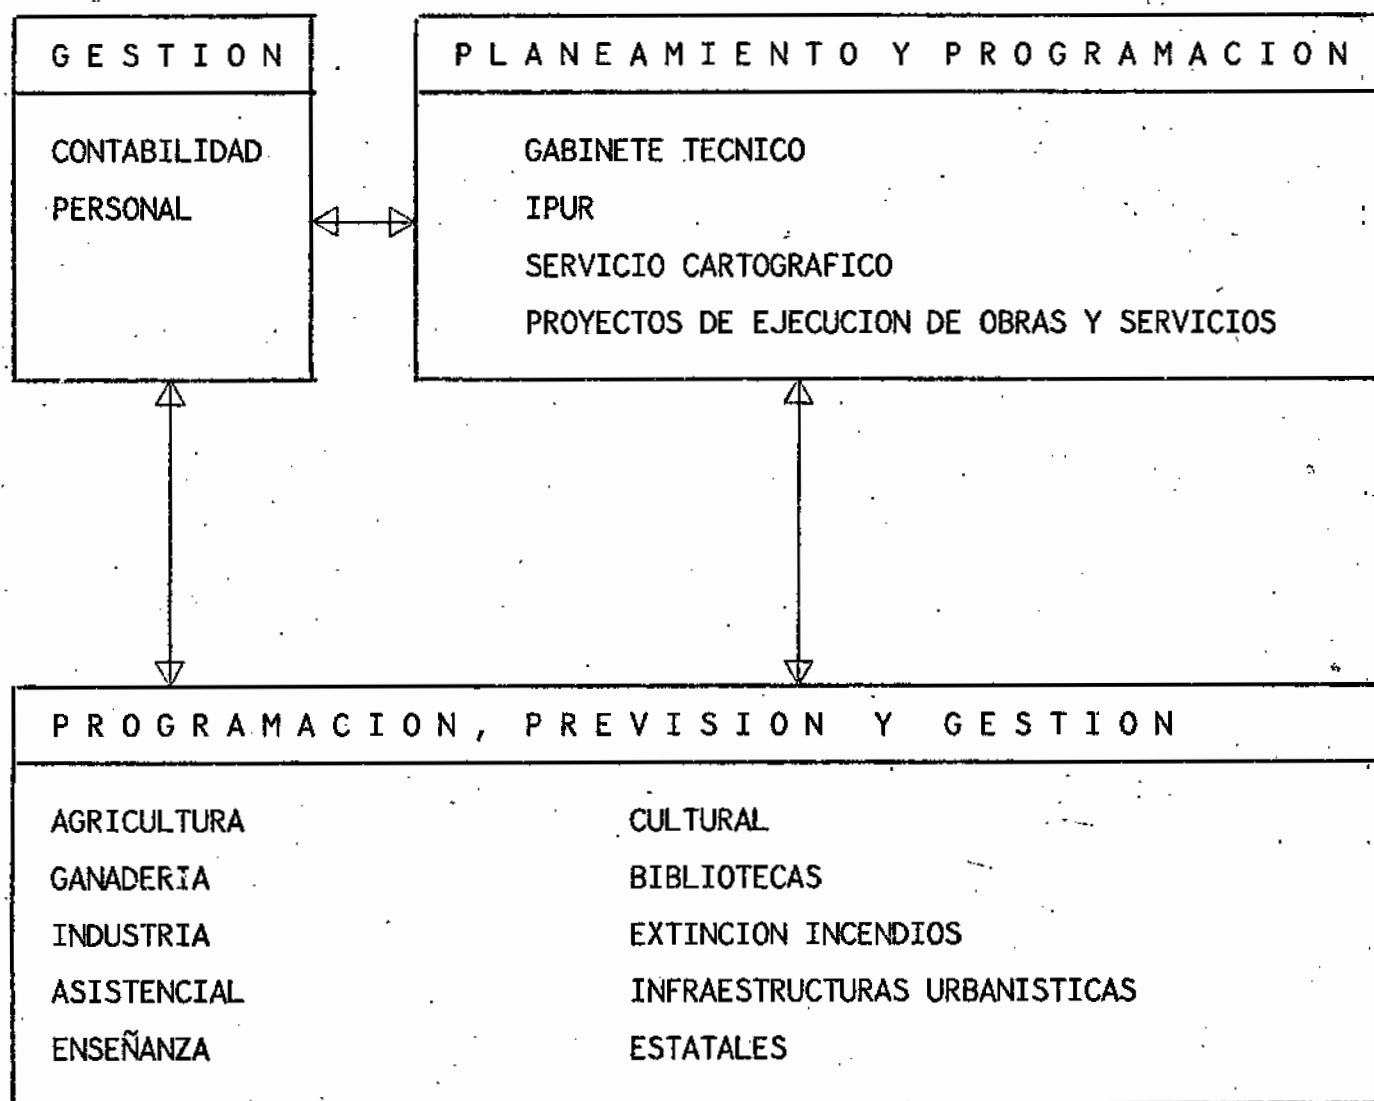 GESTION
CONTABILIDAD
PERSONAL
PLANEAMIENTO Y PROGRAMACION
GABINETE TECNICO
IPUR
SERVICIO CARTOGRAFICO
PROYECTOS DE EJECUCION DE OBRAS Y SERVICIOS
PROGRAMACION, PREVISION Y GESTION
AGRICULTURA
GANADERIA
INDUSTRIA
ASISTENCIAL
ENSEÑANZA
CULTURAL
BIBLIOTECAS
EXTINCION INCENDIOS
INFRAESTRUCTURAS URBANISTICAS
ESTATALES